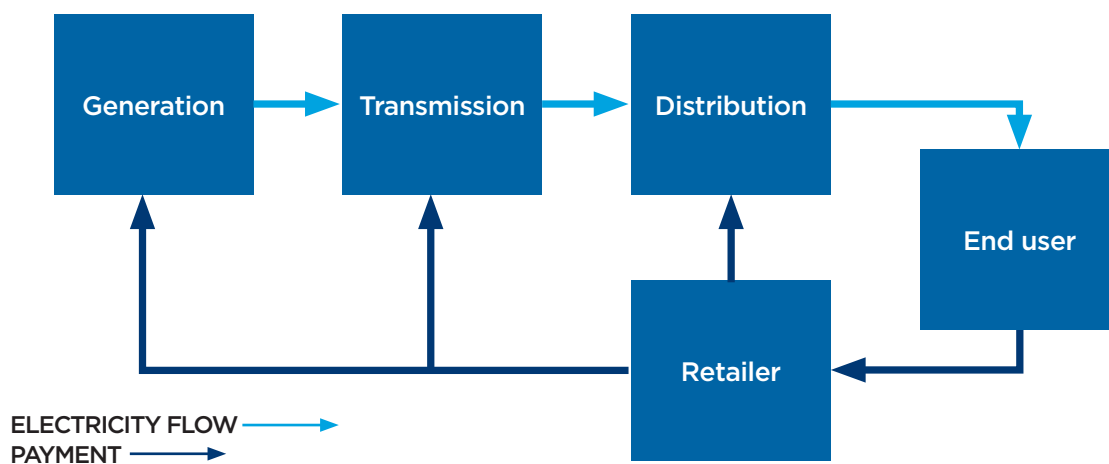 Generation
Transmission
Distribution
End user
Retailer
ELECTRICITY FLOW
PAYMENT